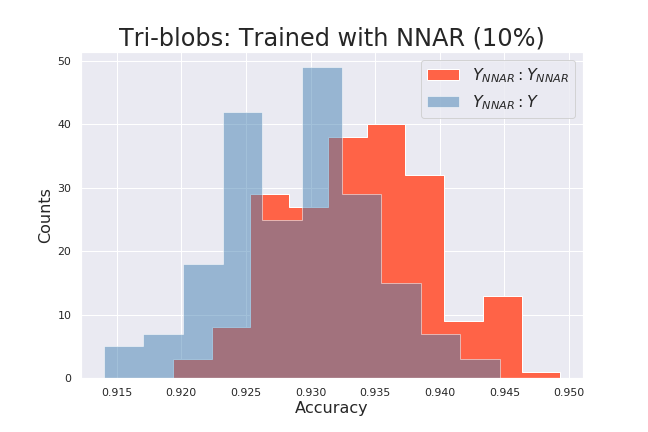 Tri-blobs: Trained with NNAR (10%)
Y_NNAR : Y_NNAR
Y_NNAR : Y
50
40
30
20
10
0
Counts
0.915 0.920 0.925 0.930 0.935 0.940 0.945 0.950
Accuracy